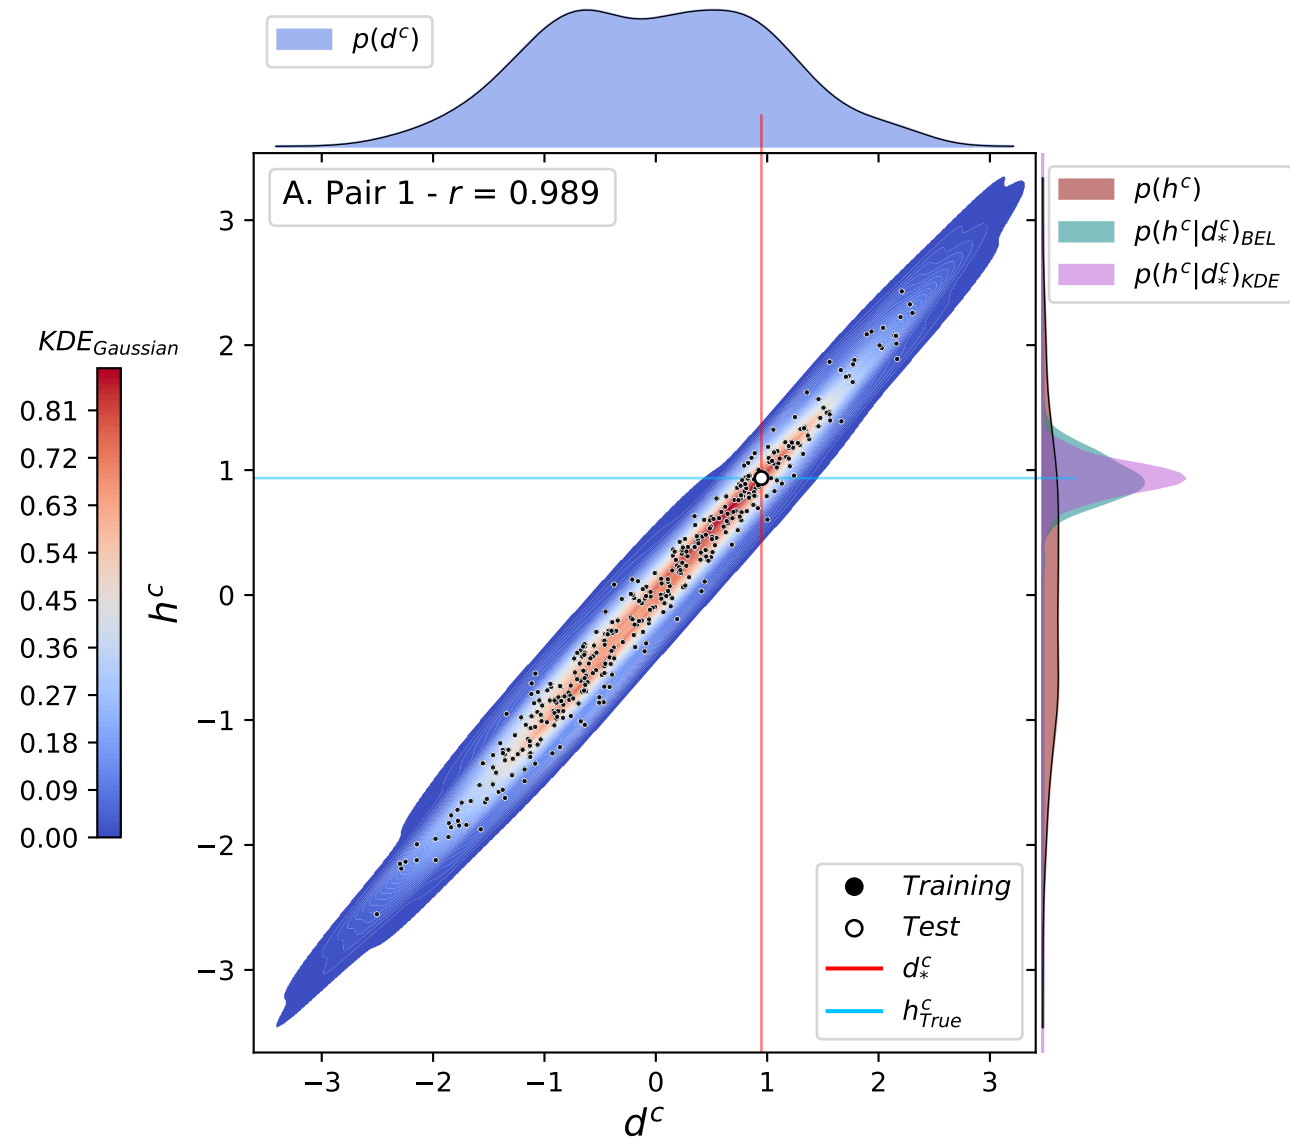 p(d^c)
A. Pair 1 - r = 0.989
p(h^c)
p(h^c|d^c_*)_BEL
p(h^c|d^c_*)_KDE
KDE_Gaussian
0.81
0.72
0.63
0.54
0.45
0.36
0.27
0.18
0.09
0.00
h^c
3
2
1
0
−1
−2
−3
Training
Test
d^c_*
h^c_True
−3 −2 −1 0 1 2 3
d^c